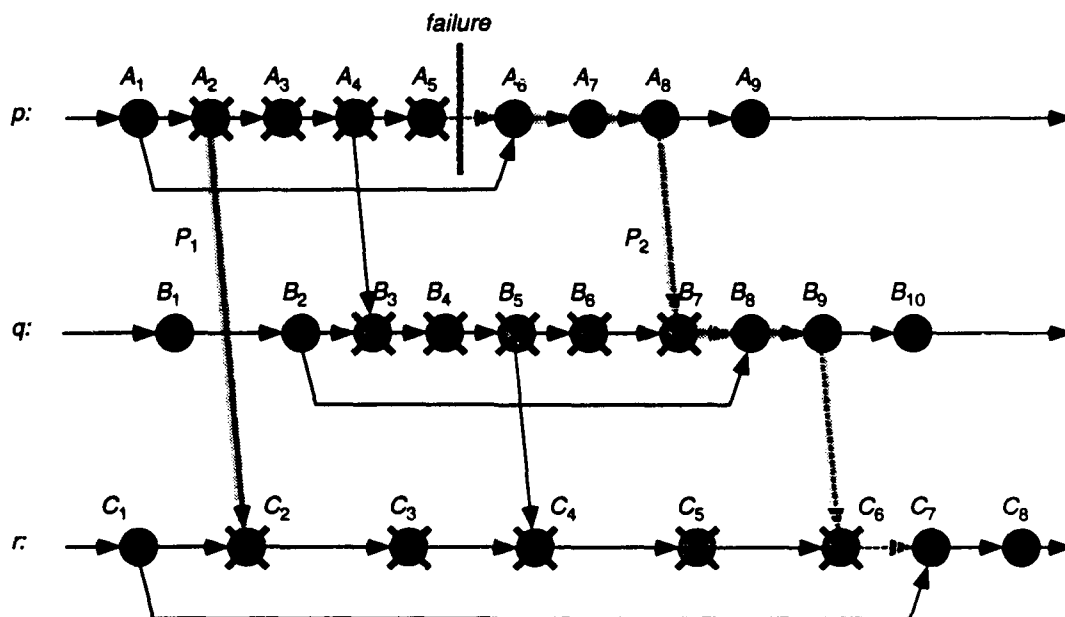 failure
A₁ A₂ A₃ A₄ A₅ A₆ A₇ A₈ A₉
p:
P₁ P₂
B₁ B₂ B₃ B₄ B₅ B₆ B₇ B₈ B₉ B₁₀
q:
C₁ C₂ C₃ C₄ C₅ C₆ C₇ C₈
r: